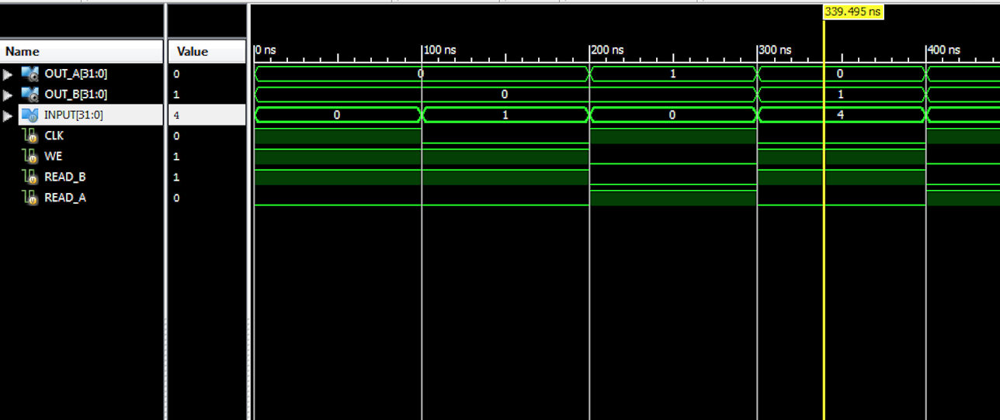 339.495 ns
Name Value 0 ns 100 ns 200 ns 300 ns 400 ns
OUT_A[31:0] 0 0 1 0
OUT_B[31:0] 1 0 1
INPUT[31:0] 4 0 1 0 4
CLK 0
WE 1
READ_B 1
READ_A 0